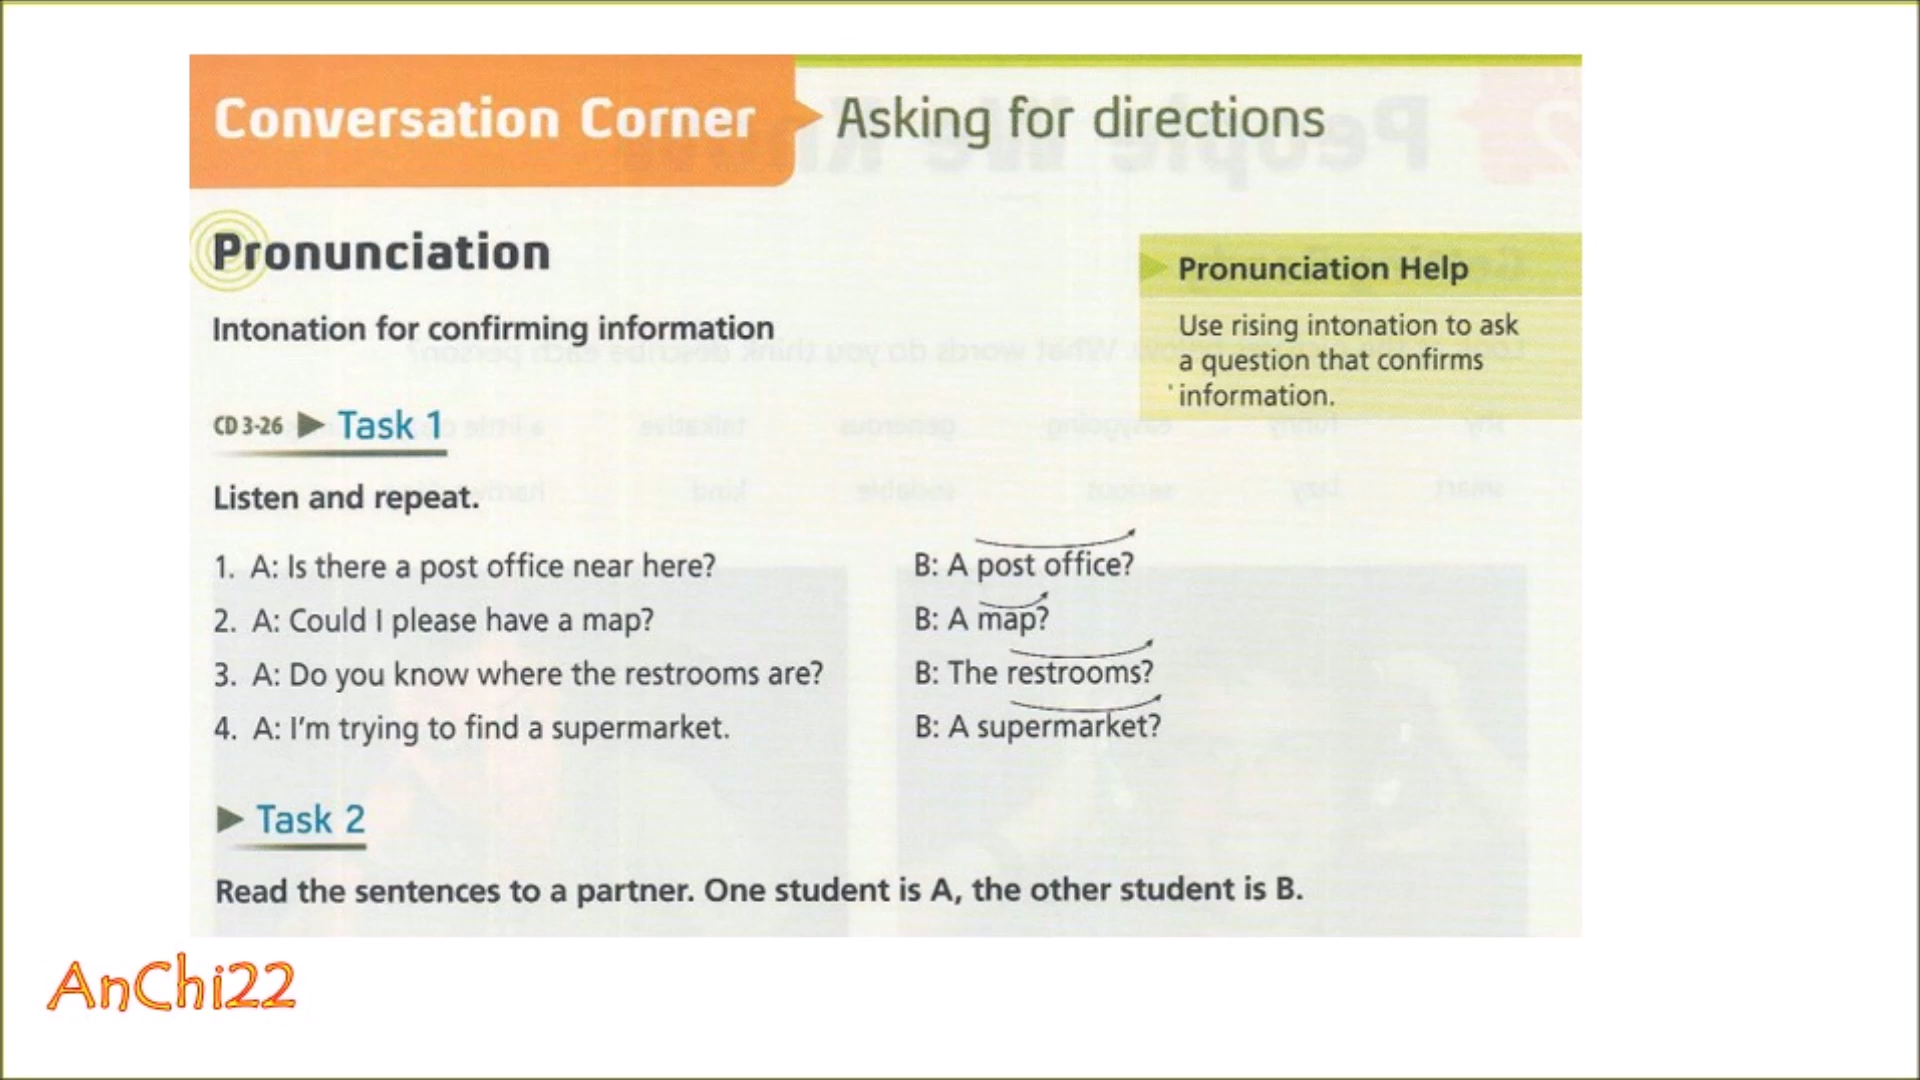 Conversation Corner
Asking for directions
Pronunciation
Intonation for confirming information
Pronunciation Help
Use rising intonation to ask
a question that confirms
information.
CD 3-26 ▶ Task 1
Listen and repeat.
1. A: Is there a post office near here? B: A post office?
2. A: Could I please have a map? B: A map?
3. A: Do you know where the restrooms are? B: The restrooms?
4. A: I'm trying to find a supermarket. B: A supermarket?
▶ Task 2
Read the sentences to a partner. One student is A, the other student is B.
AnChi22